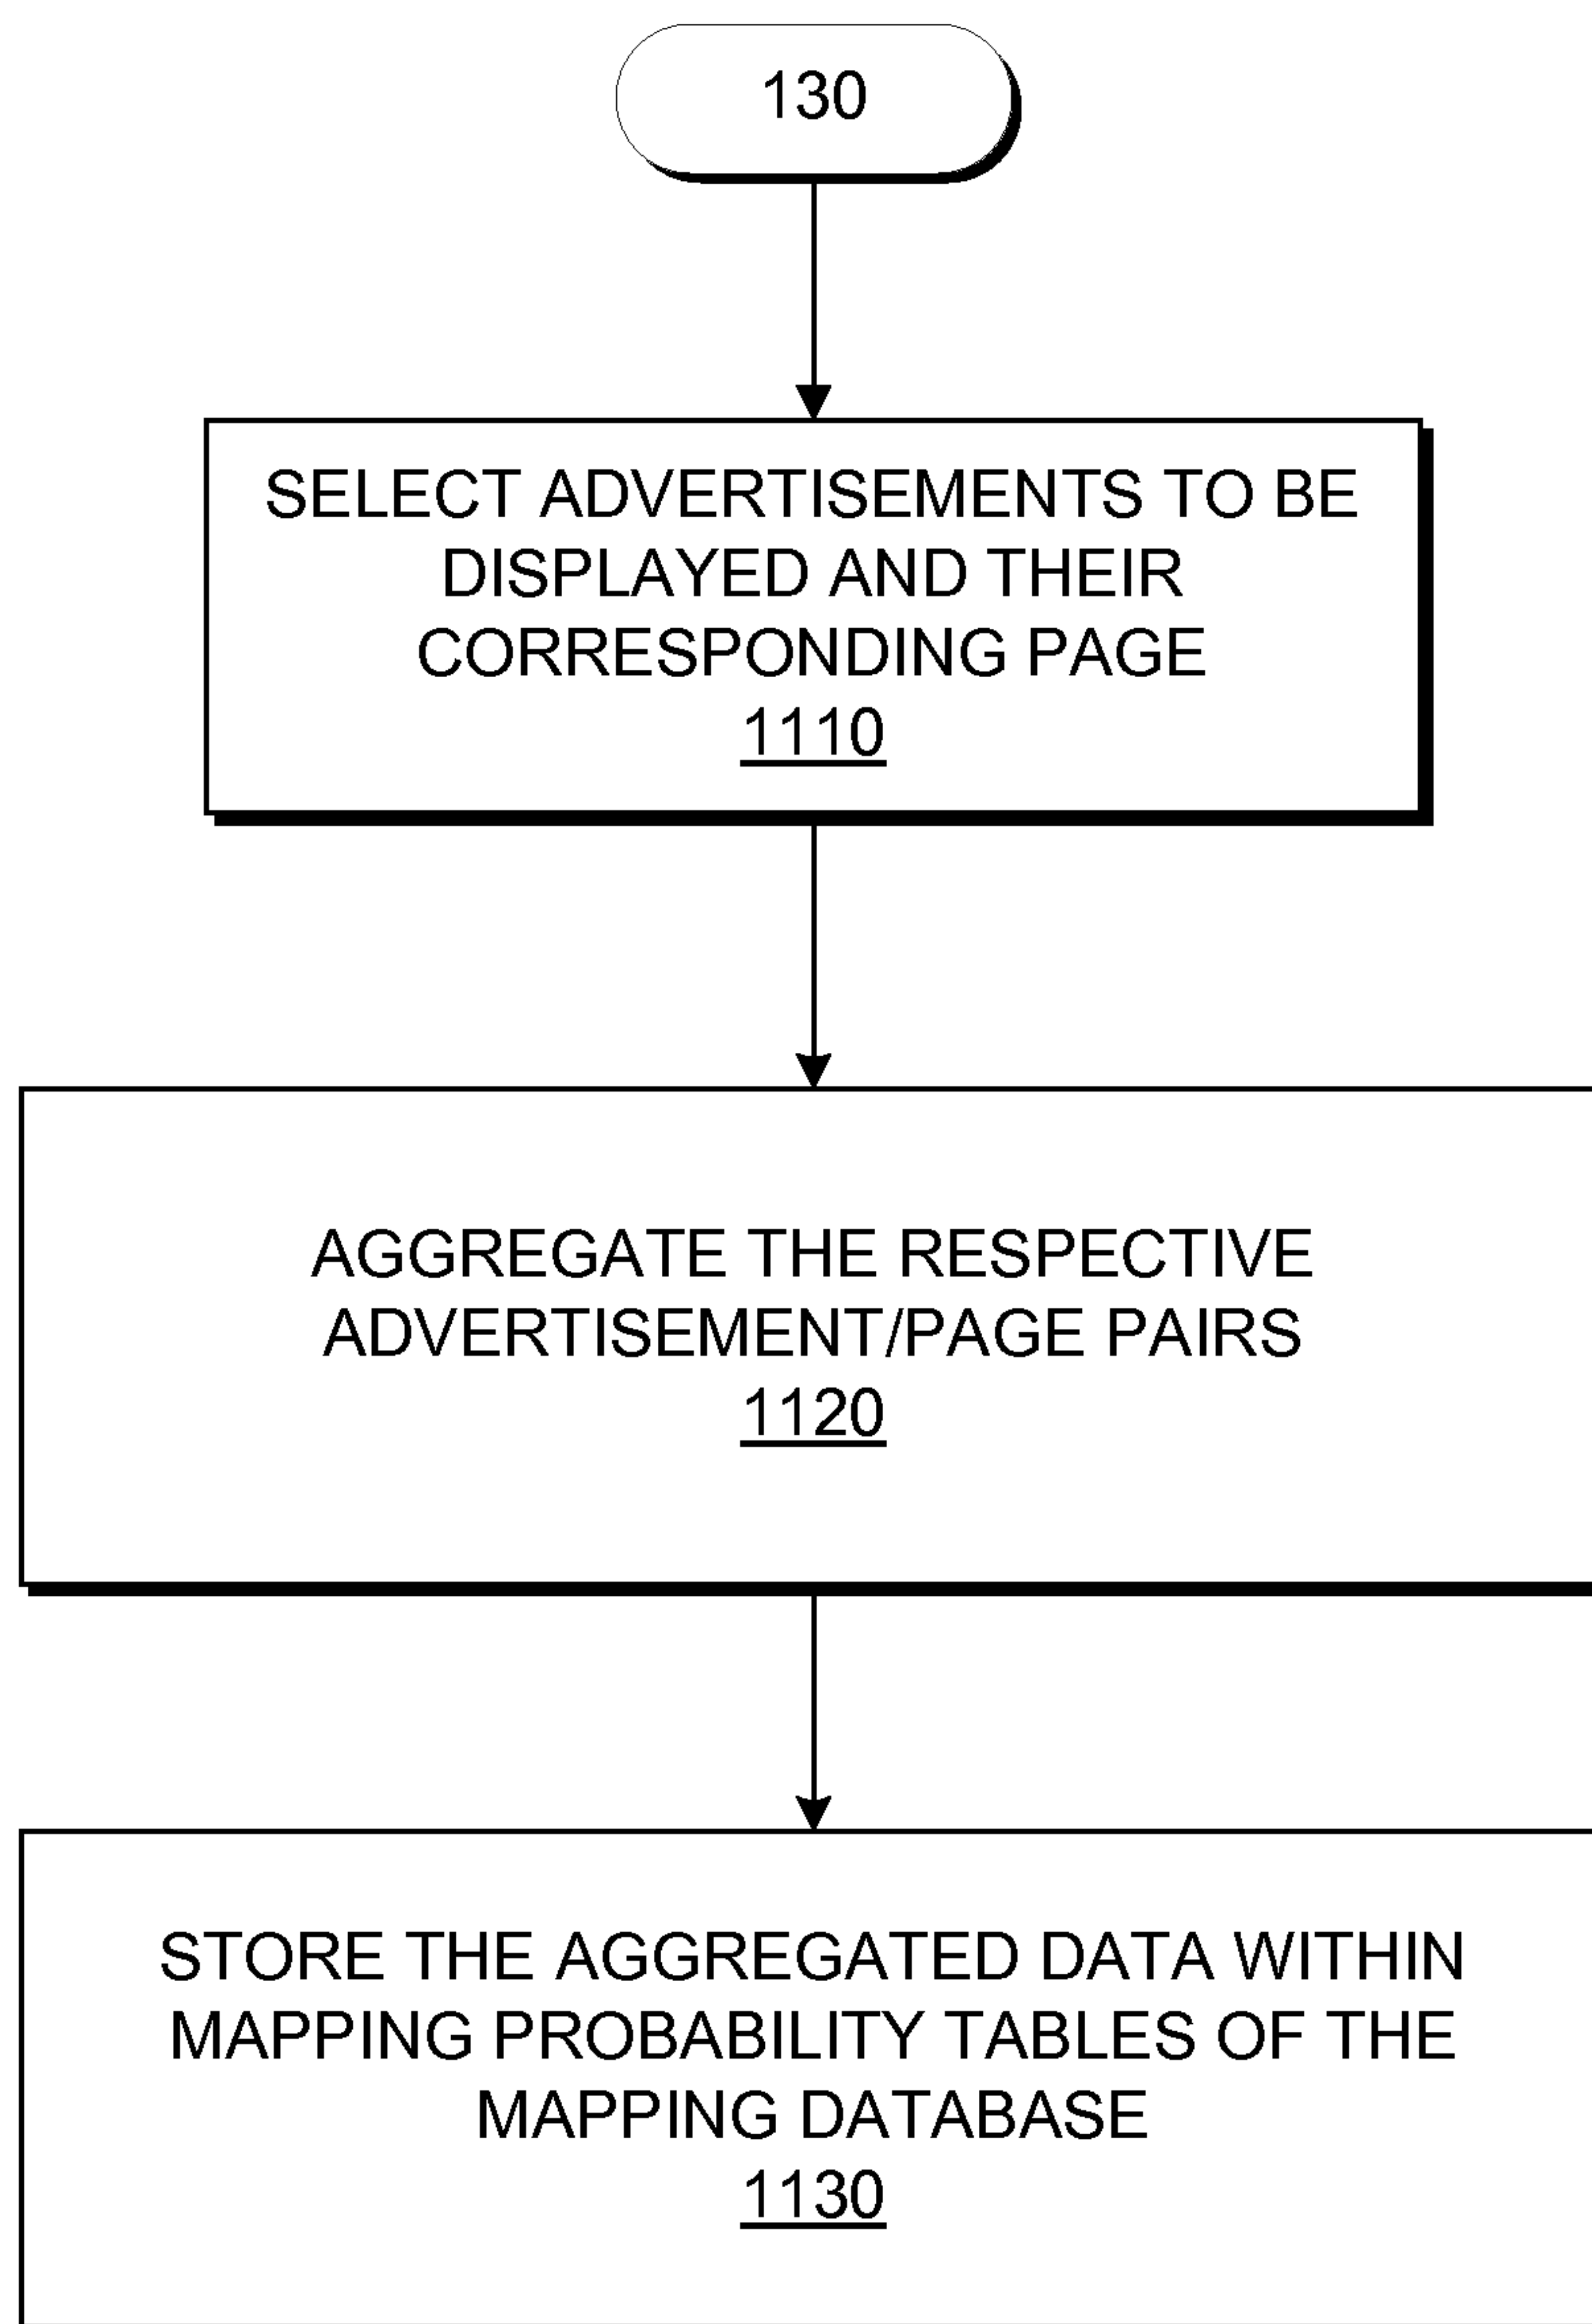 130
SELECT ADVERTISEMENTS TO BE
DISPLAYED AND THEIR
CORRESPONDING PAGE
1110
AGGREGATE THE RESPECTIVE
ADVERTISEMENT/PAGE PAIRS
1120
STORE THE AGGREGATED DATA WITHIN
MAPPING PROBABILITY TABLES OF THE
MAPPING DATABASE
1130